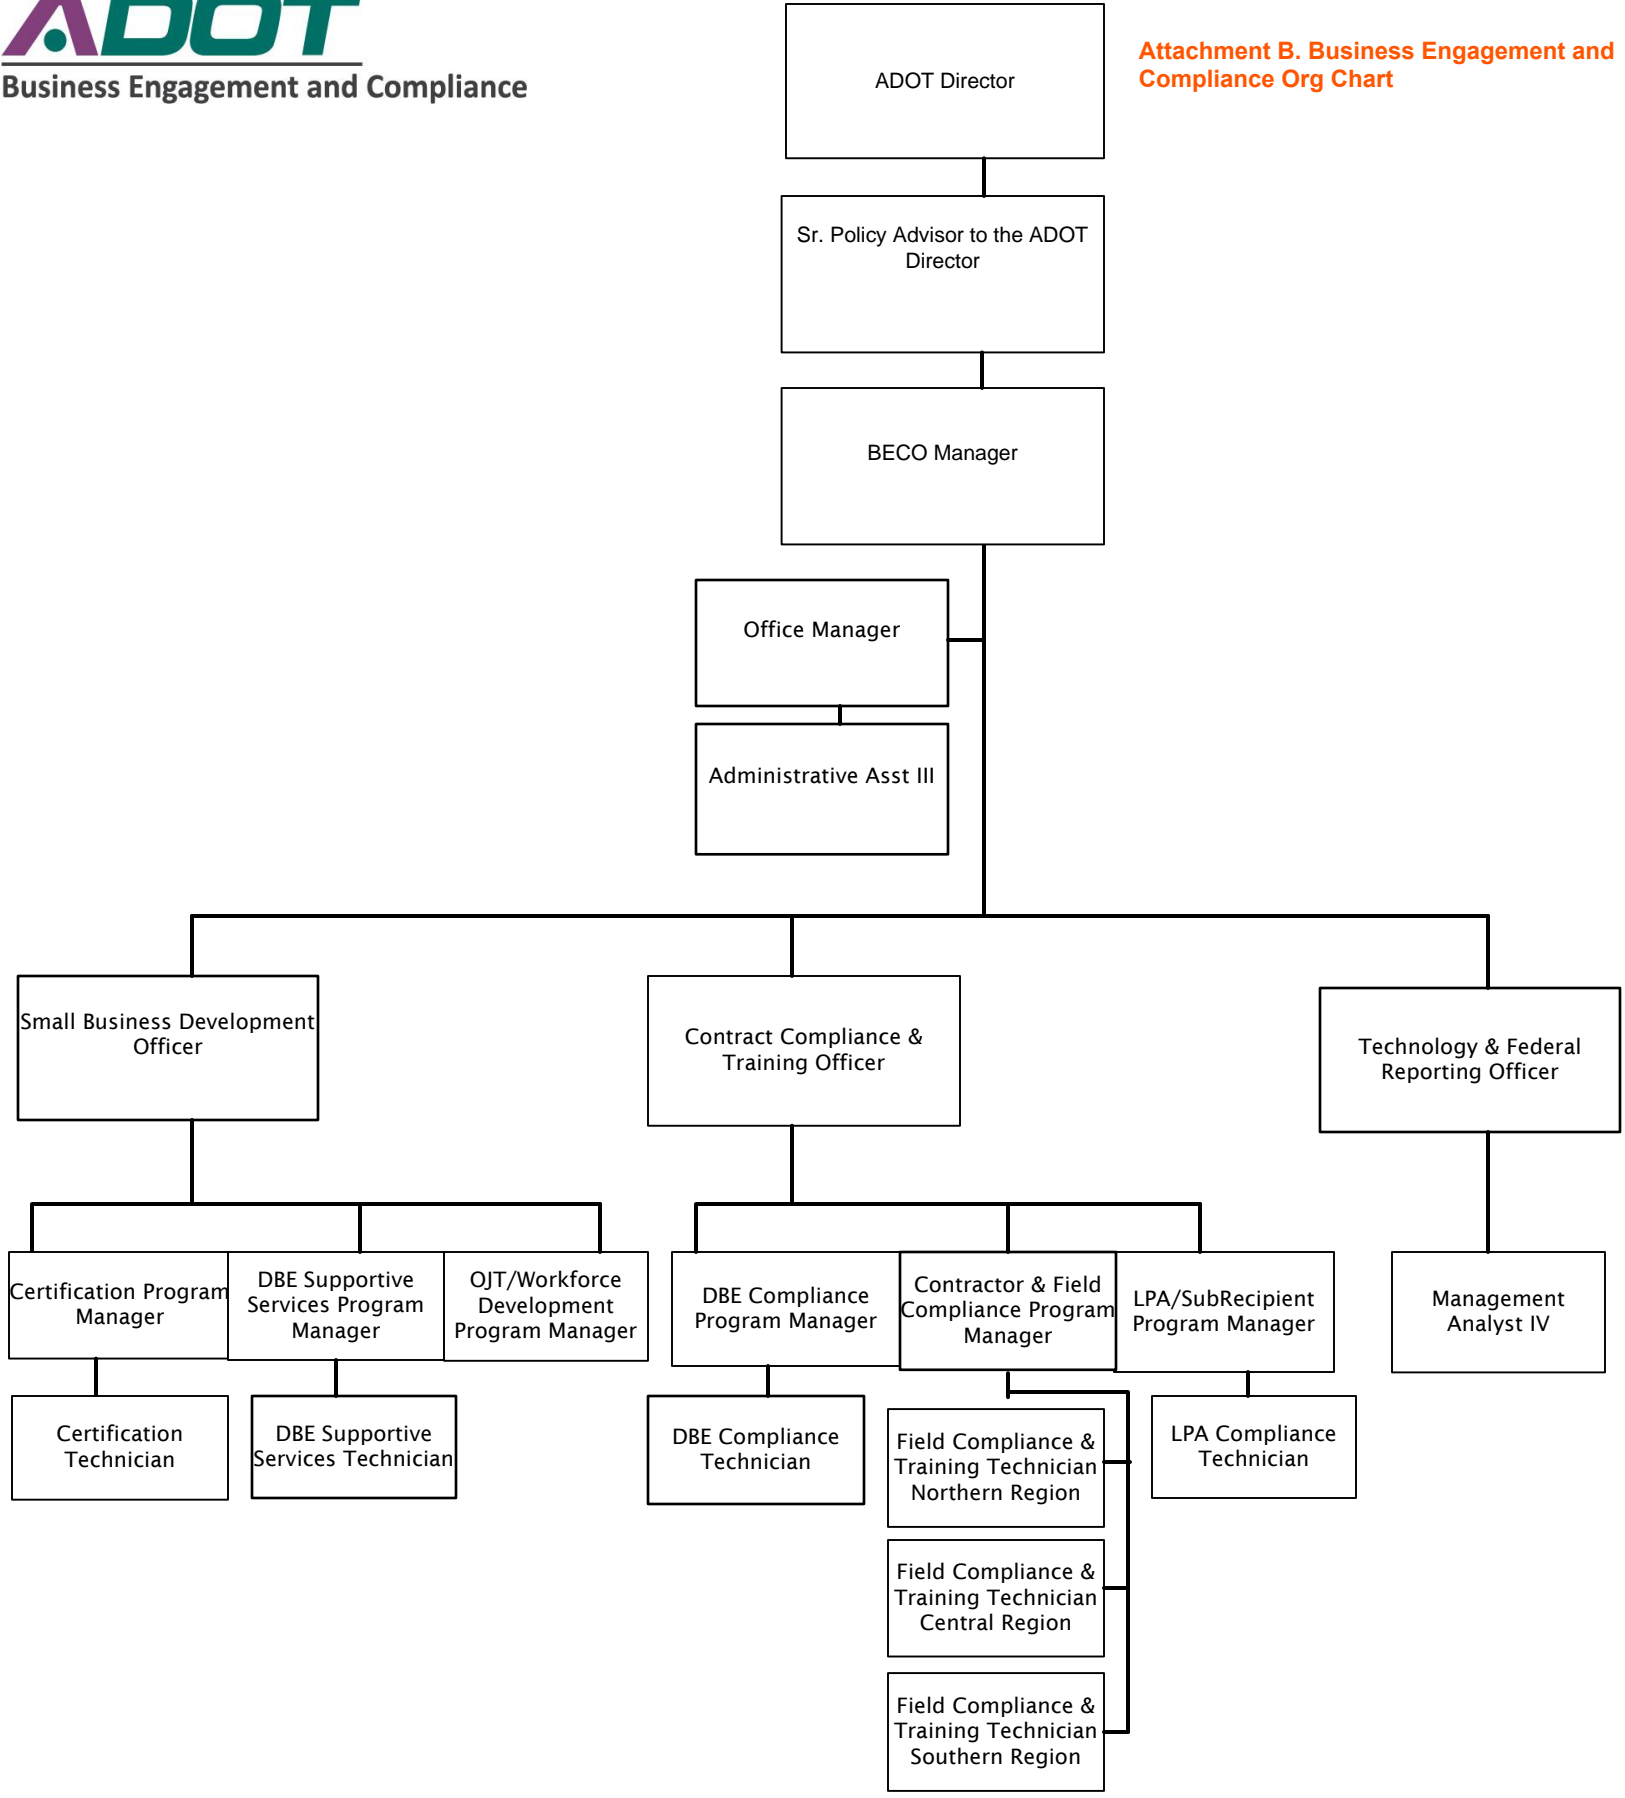 ADOT
Business Engagement and Compliance
Attachment B. Business Engagement and
Compliance Org Chart
ADOT Director
Sr. Policy Advisor to the ADOT
Director
BECO Manager
Office Manager
Administrative Asst III
Small Business Development
Officer
Contract Compliance &
Training Officer
Technology & Federal
Reporting Officer
Certification Program
Manager
DBE Supportive
Services Program
Manager
OJT/Workforce
Development
Program Manager
DBE Compliance
Program Manager
Contractor & Field
Compliance Program
Manager
LPA/SubRecipient
Program Manager
Management
Analyst IV
Certification
Technician
DBE Supportive
Services Technician
DBE Compliance
Technician
Field Compliance &
Training Technician
Northern Region
LPA Compliance
Technician
Field Compliance &
Training Technician
Central Region
Field Compliance &
Training Technician
Southern Region